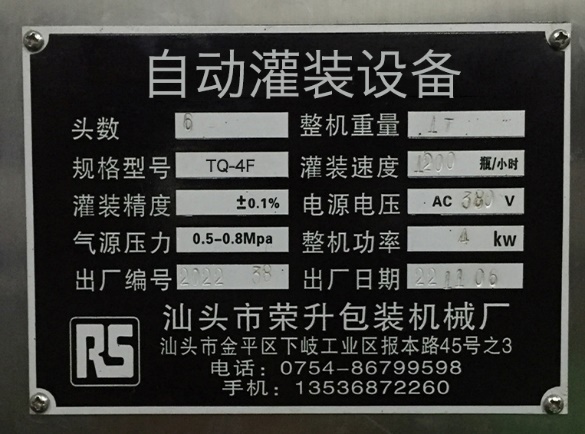 自动灌装设备
头数 6 整机重量 1T
规格型号 TQ-4F 灌装速度 1200 瓶/小时
灌装精度 ±0.1% 电源电压 AC 380 V
气源压力 0.5-0.8Mpa 整机功率 4 kw
出厂编号 2022 38 出厂日期 22 11 06
RS
汕头市荣升包装机械厂
汕头市金平区下岐工业区报本路45号之3
电话：0754-86799598
手机：13536872260